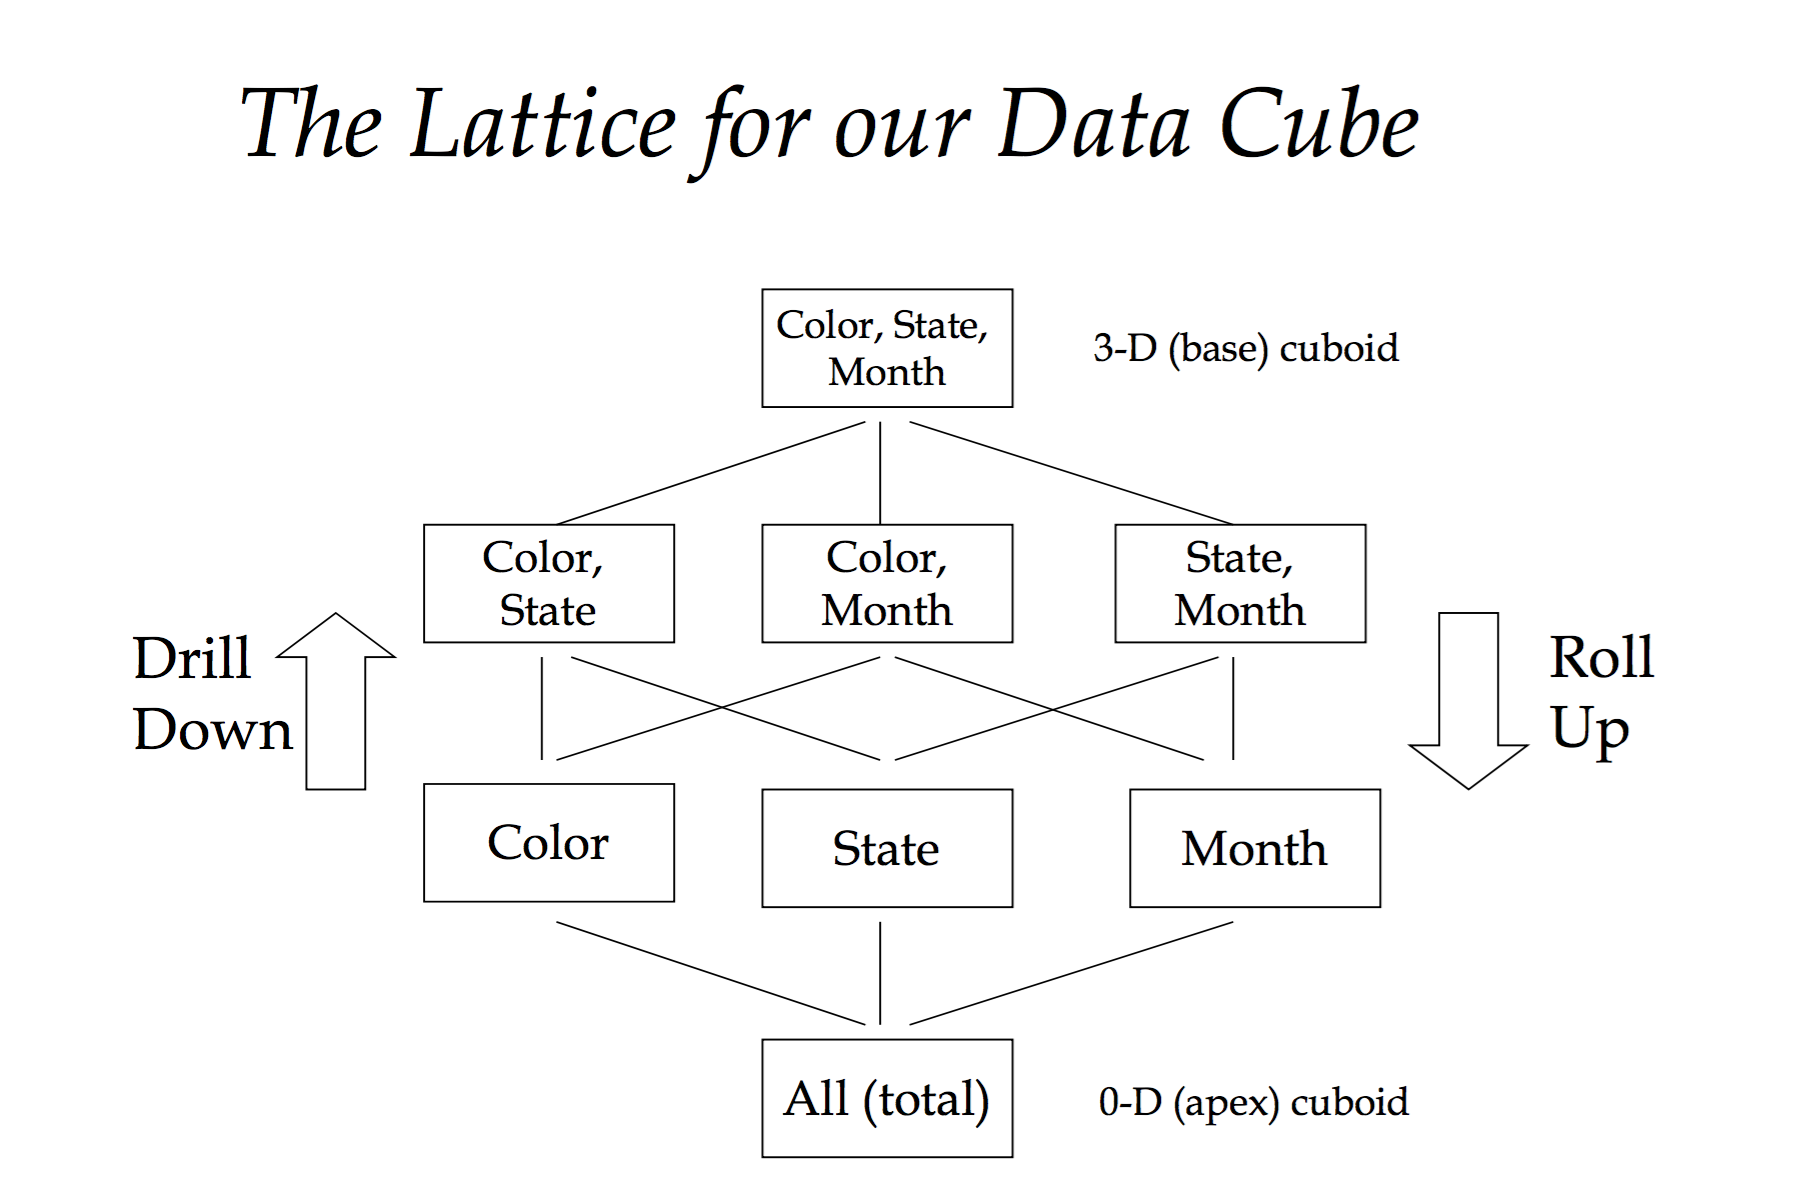 The Lattice for our Data Cube
Color, State,
Month
3-D (base) cuboid
Color,
State
Color,
Month
State,
Month
Drill
Down
Roll
Up
Color
State
Month
All (total)
0-D (apex) cuboid